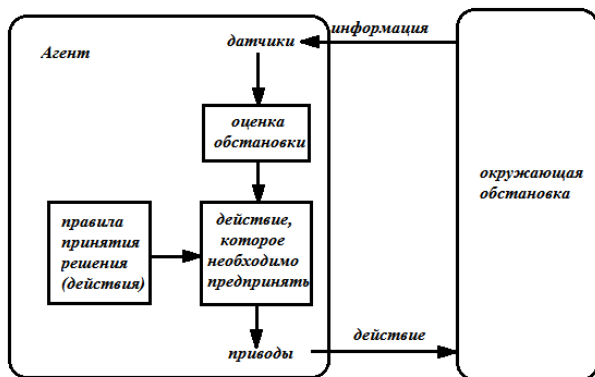 Агент
датчики
информация
оценка
обстановки
окружающая
обстановка
правила
принятия
решения
(действия)
действие,
которое
необходимо
предпринять
приводы
действие